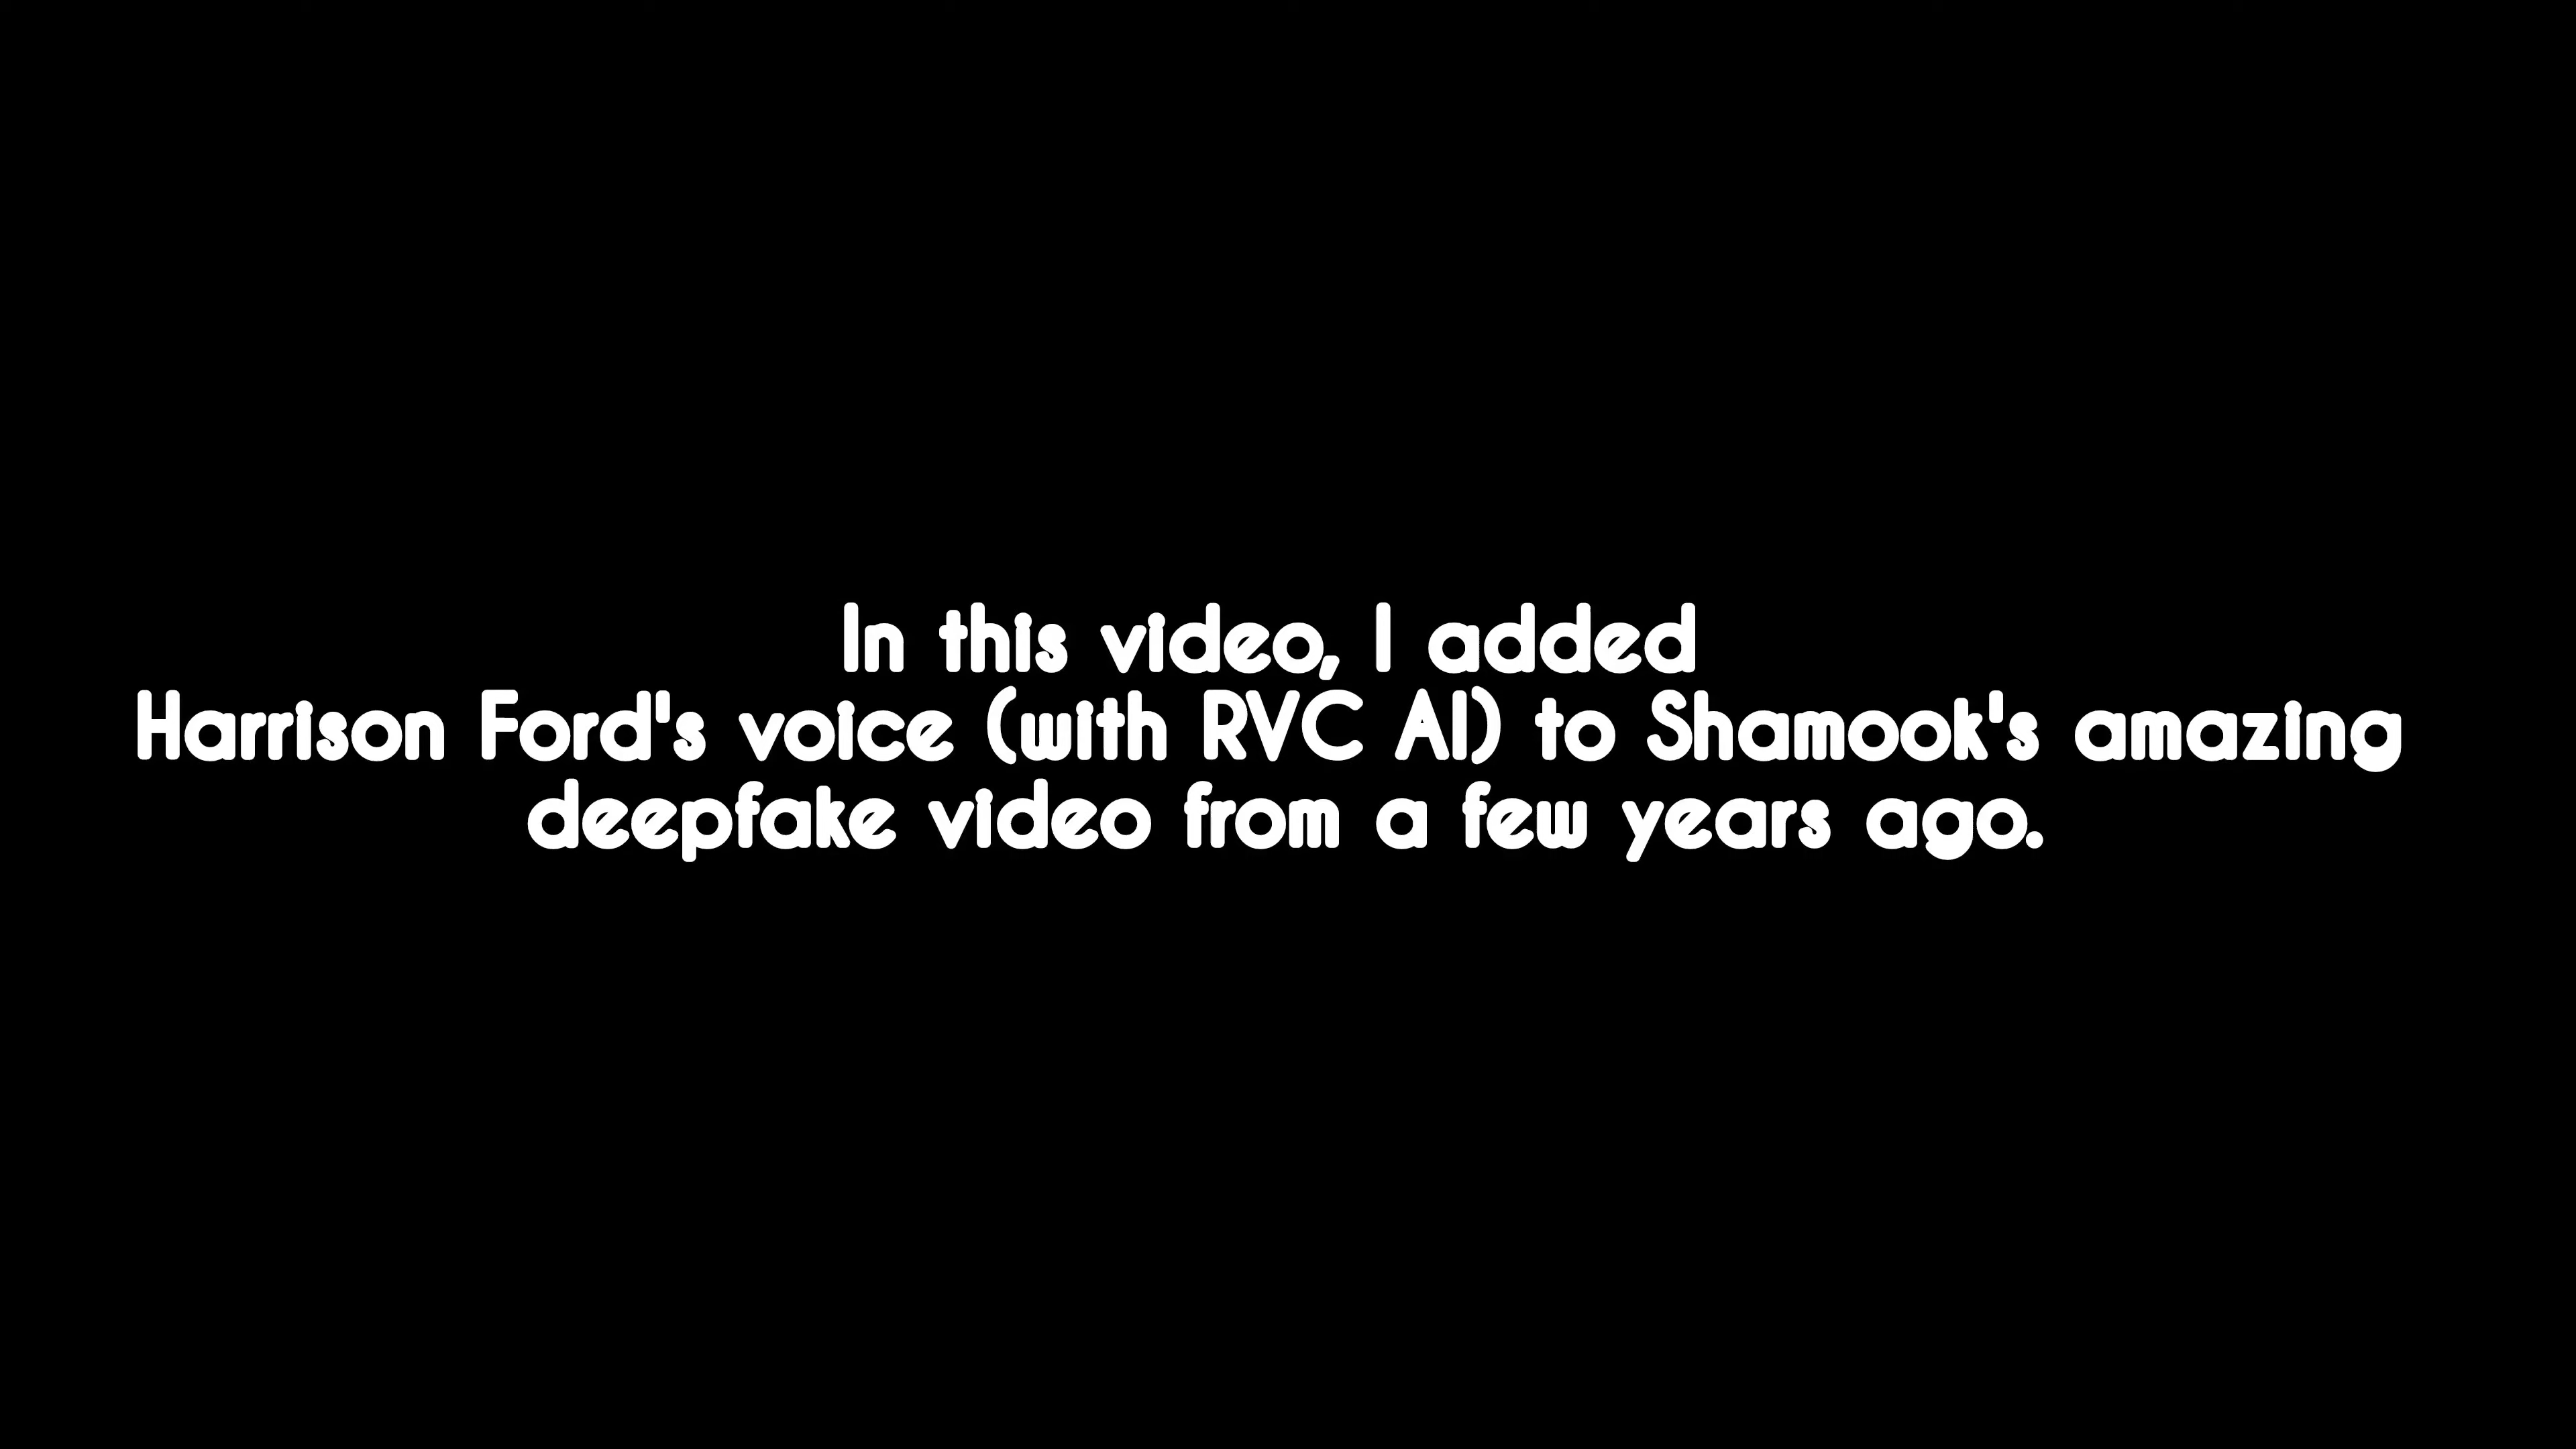 In this video, I added
Harrison Ford's voice (with RVC AI) to Shamook's amazing
deepfake video from a few years ago.